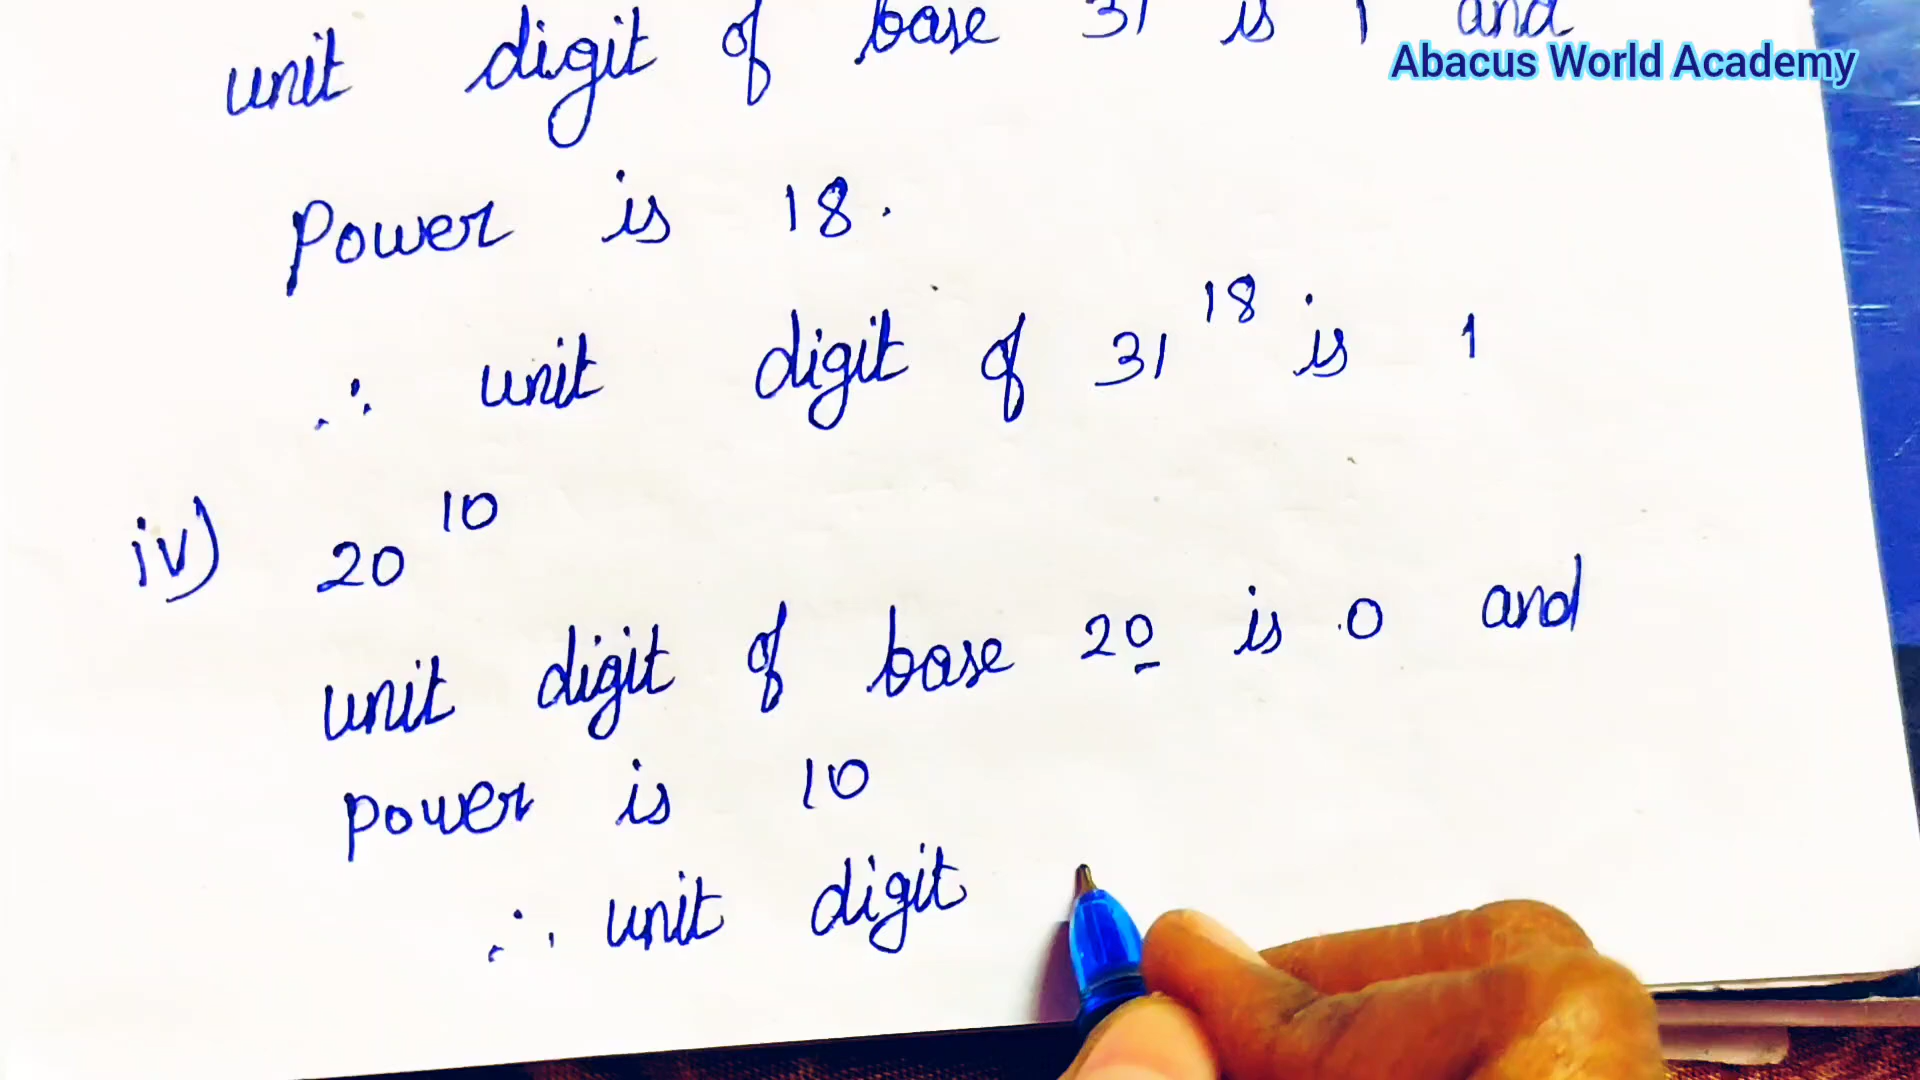 unit digit of base 31 is 1 and
Abacus World Academy
Power is 18.
∴ unit digit of 31^18 is 1
iv) 20^10
unit digit of base 20 is 0 and
power is 10
∴ unit digit